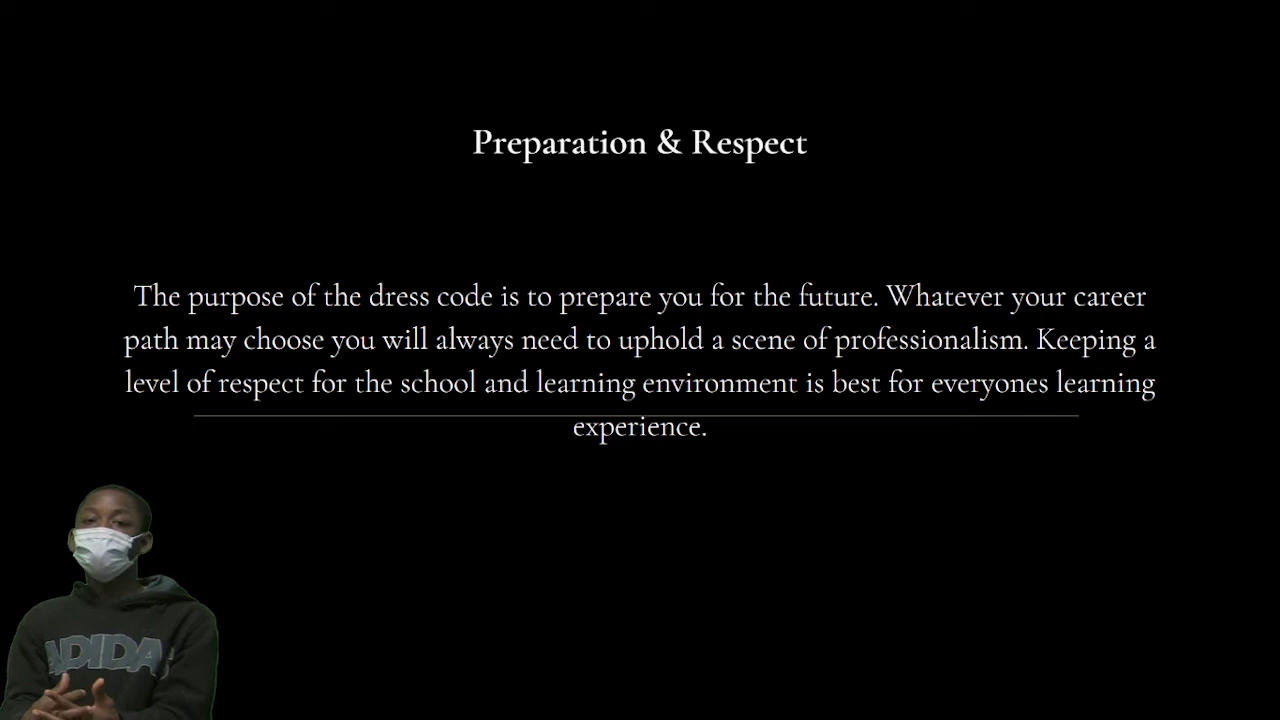 Preparation & Respect
The purpose of the dress code is to prepare you for the future. Whatever your career
path may choose you will always need to uphold a scene of professionalism. Keeping a
level of respect for the school and learning environment is best for everyones learning
experience.
ADIDAS